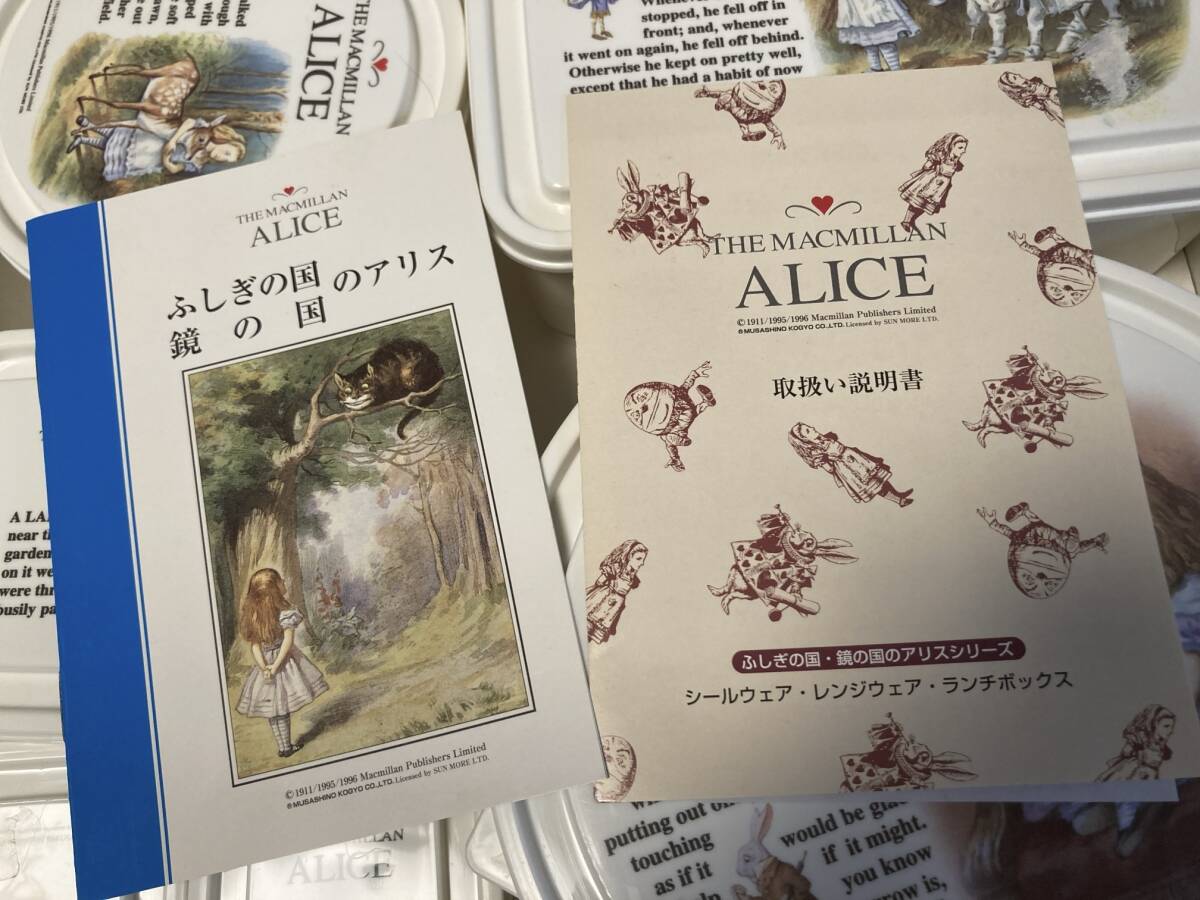 THE MACMILLAN
ALICE
stopped, he fell off in
front; and, whenever
it went on again, he fell off behind.
Otherwise he kept on pretty well,
except that he had a habit of now
THE MACMILLAN
ALICE
ふしぎの国
鏡の国
のアリス
©1911/1995/1996 Macmillan Publishers Limited
©MUSASHINO KOGYO CO.,LTD. Licensed by SUN MORE LTD.
THE MACMILLAN
ALICE
©1911/1995/1996 Macmillan Publishers Limited
©MUSASHINO KOGYO CO.,LTD. Licensed by SUN MORE LTD.
取扱い説明書
ふしぎの国・鏡の国のアリスシリーズ
シールウェア・レンジウェア・ランチボックス
near
garden
on it we
were
ALICE
putting out
touching
as if it
would be
if it might.
you know